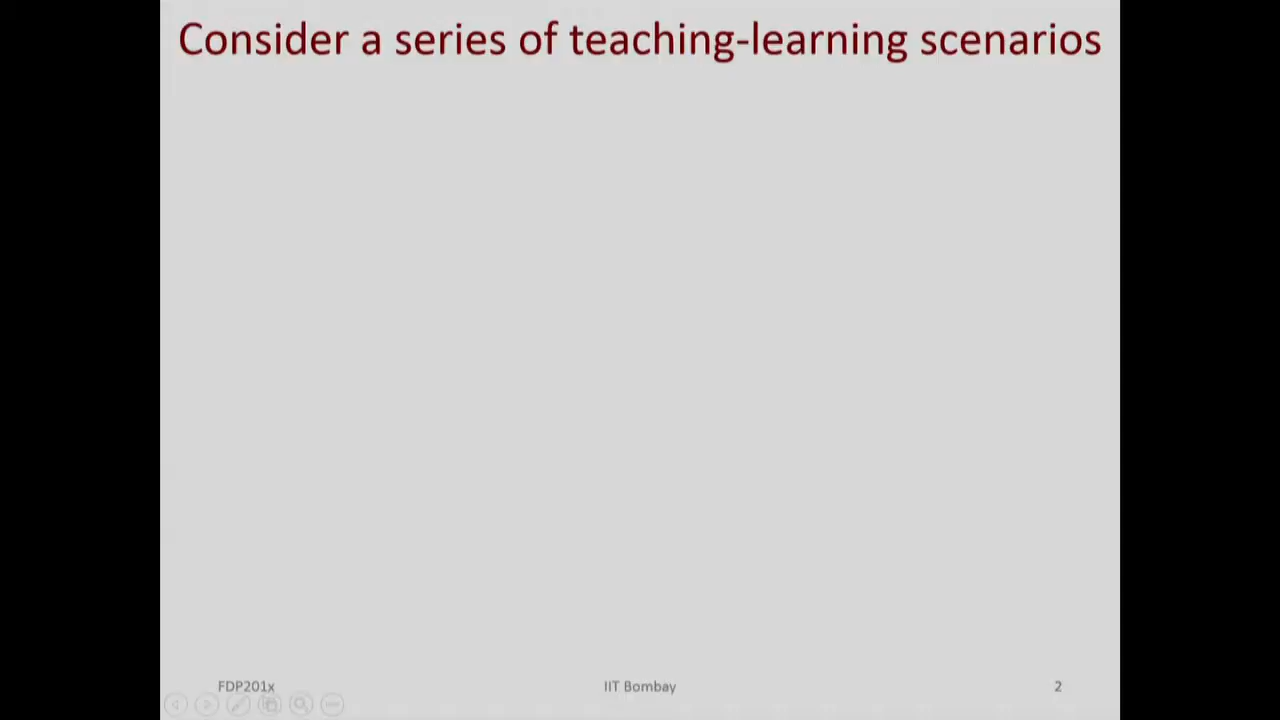 Consider a series of teaching-learning scenarios
FDP201x IIT Bombay 2